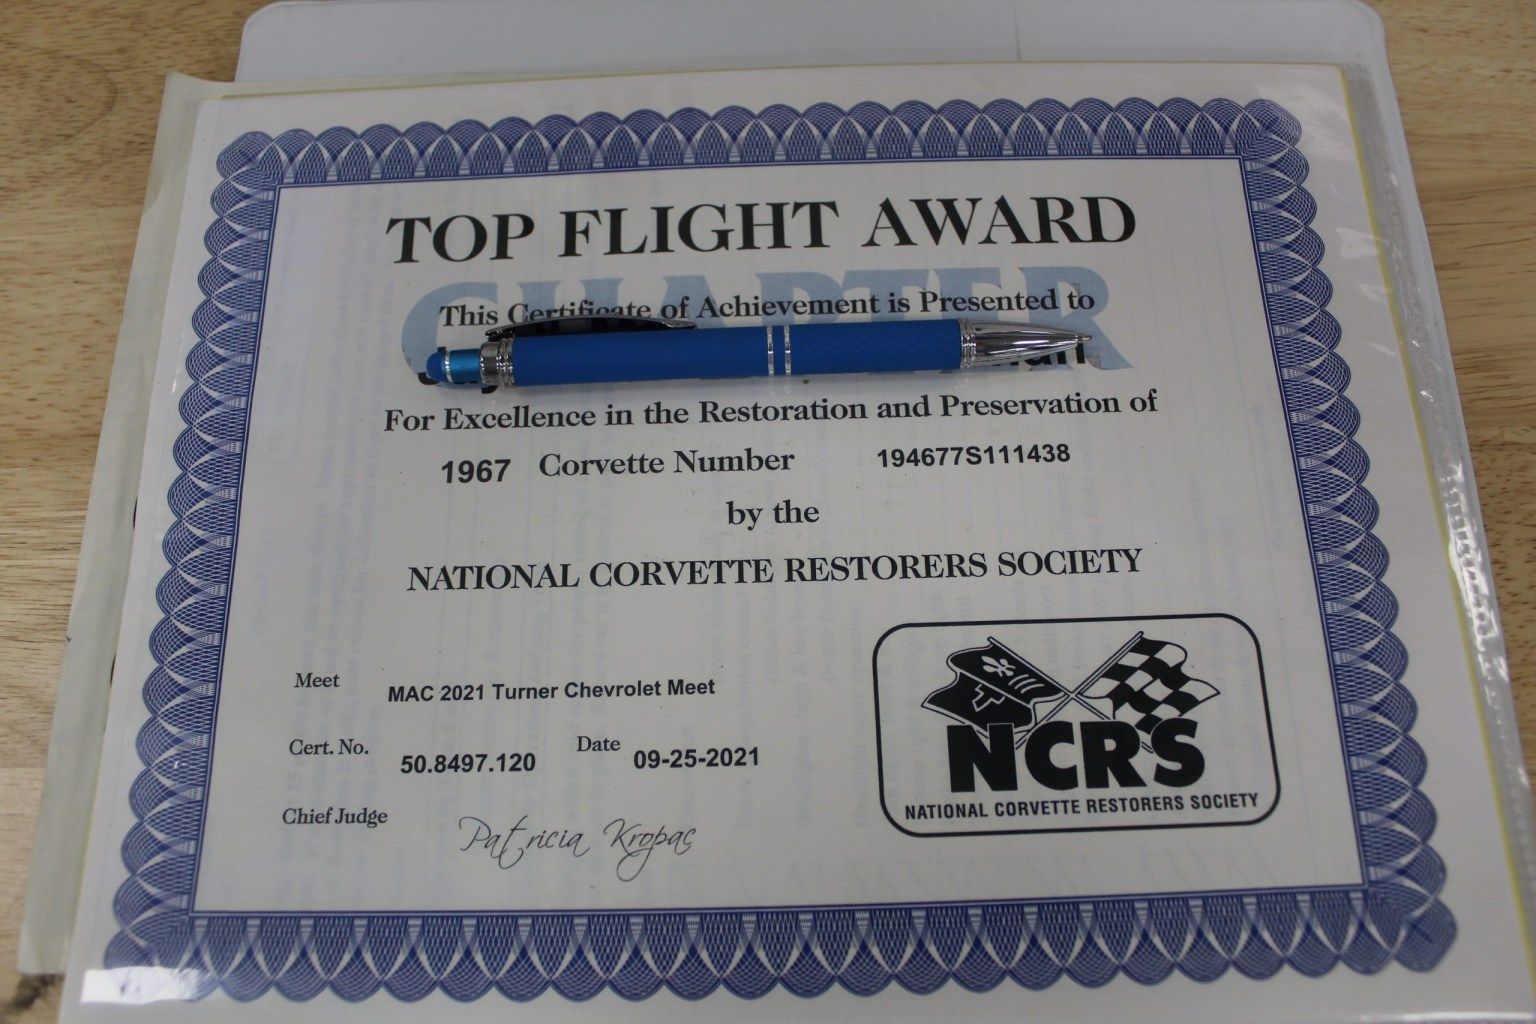 TOP FLIGHT AWARD
CHAPTER
This Certificate of Achievement is Presented to
For Excellence in the Restoration and Preservation of
1967 Corvette Number 194677S111438
by the
NATIONAL CORVETTE RESTORERS SOCIETY
Meet MAC 2021 Turner Chevrolet Meet
Cert. No. 50.8497.120 Date 09-25-2021
Chief Judge Patricia Kropac
NCRS
NATIONAL CORVETTE RESTORERS SOCIETY